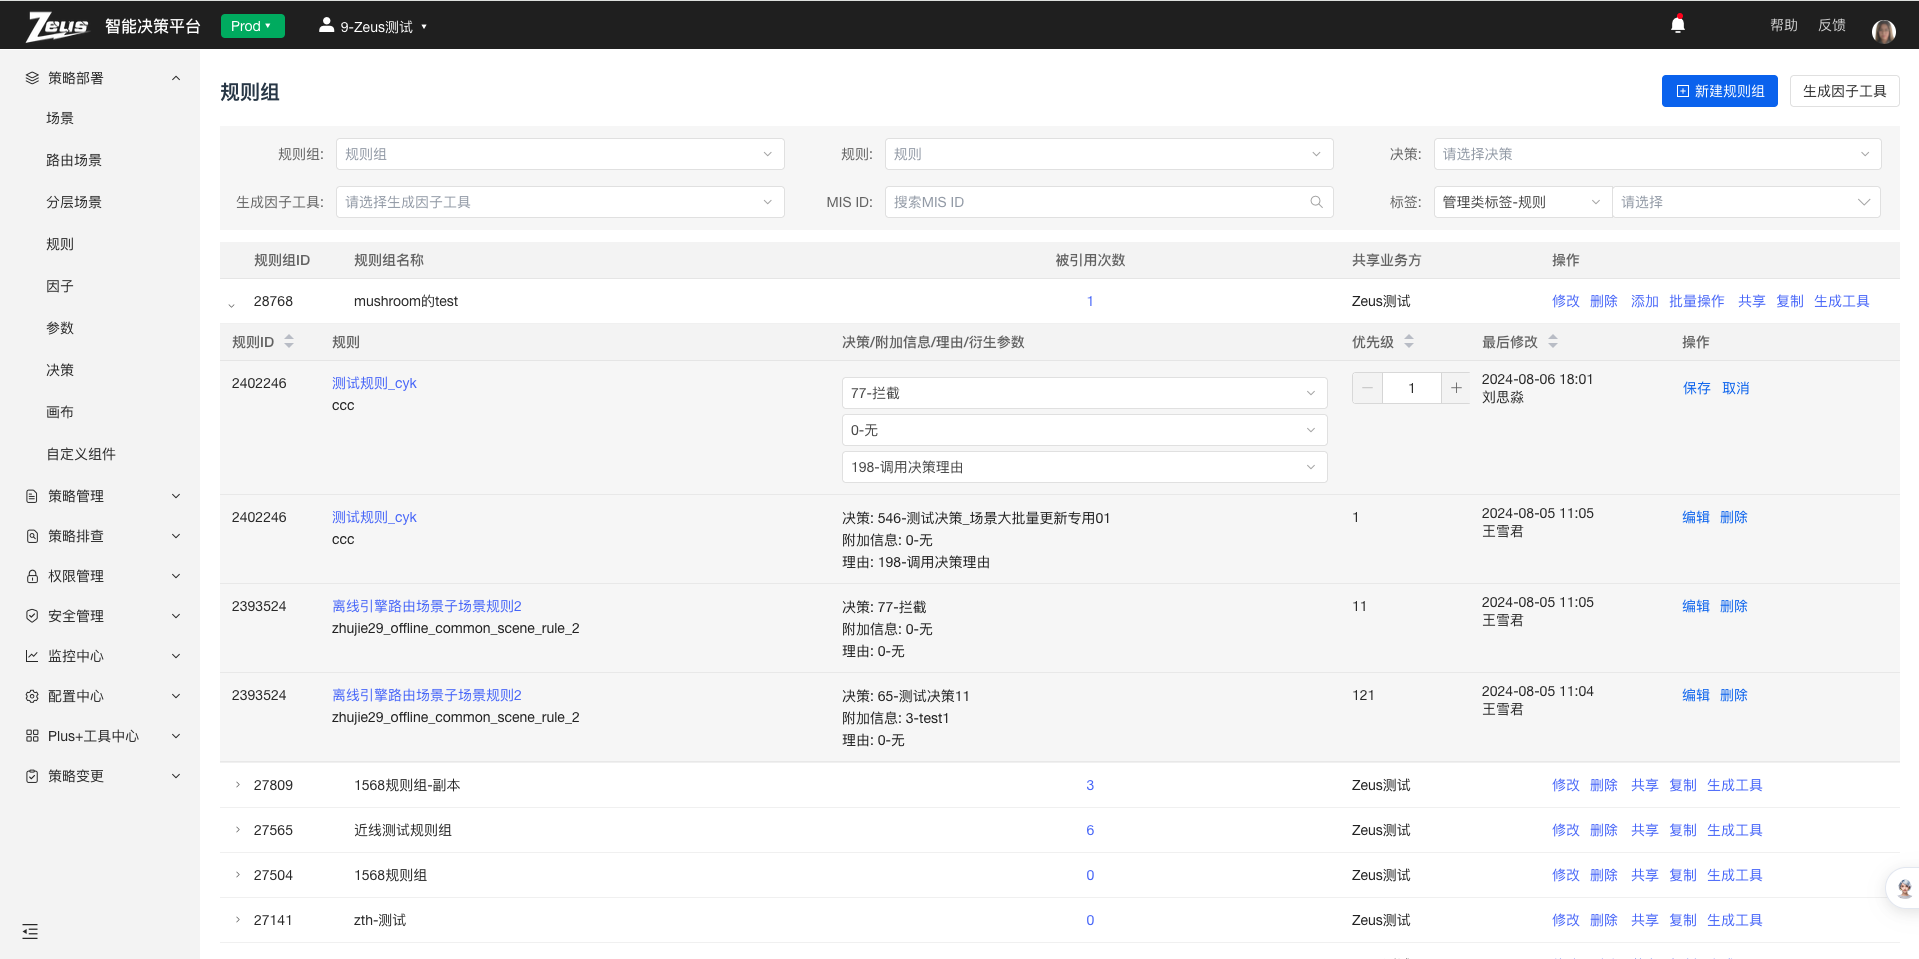 Zeus 智能决策平台 Prod 9-Zeus测试 帮助 反馈
策略部署
场景
路由场景
分层场景
规则
因子
参数
决策
画布
自定义组件
策略管理
策略排查
权限管理
安全管理
监控中心
配置中心
Plus+工具中心
策略变更
规则组 新建规则组 生成因子工具
规则组: 规则组 规则: 规则 决策: 请选择决策
生成因子工具: 请选择生成因子工具 MIS ID: 搜索MIS ID 标签: 管理类标签-规则 请选择
规则组ID 规则组名称 被引用次数 共享业务方 操作
28768 mushroom的test 1 Zeus测试 修改 删除 添加 批量操作 共享 复制 生成工具
规则ID 规则 决策/附加信息/理由/衍生参数 优先级 最后修改 操作
2402246 测试规则_cyk 77-拦截 1 2024-08-06 18:01 保存 取消
ccc 刘思淼
0-无
198-调用决策理由
2402246 测试规则_cyk 决策: 546-测试决策_场景大批量更新专用01 1 2024-08-05 11:05 编辑 删除
ccc 附加信息: 0-无 王雪君
理由: 198-调用决策理由
2393524 离线引擎路由场景子场景规则2 决策: 77-拦截 11 2024-08-05 11:05 编辑 删除
zhujie29_offline_common_scene_rule_2 附加信息: 0-无 王雪君
理由: 0-无
2393524 离线引擎路由场景子场景规则2 决策: 65-测试决策11 121 2024-08-05 11:04 编辑 删除
zhujie29_offline_common_scene_rule_2 附加信息: 3-test1 王雪君
理由: 0-无
27809 1568规则组-副本 3 Zeus测试 修改 删除 共享 复制 生成工具
27565 近线测试规则组 6 Zeus测试 修改 删除 共享 复制 生成工具
27504 1568规则组 0 Zeus测试 修改 删除 共享 复制 生成工具
27141 zth-测试 0 Zeus测试 修改 删除 共享 复制 生成工具